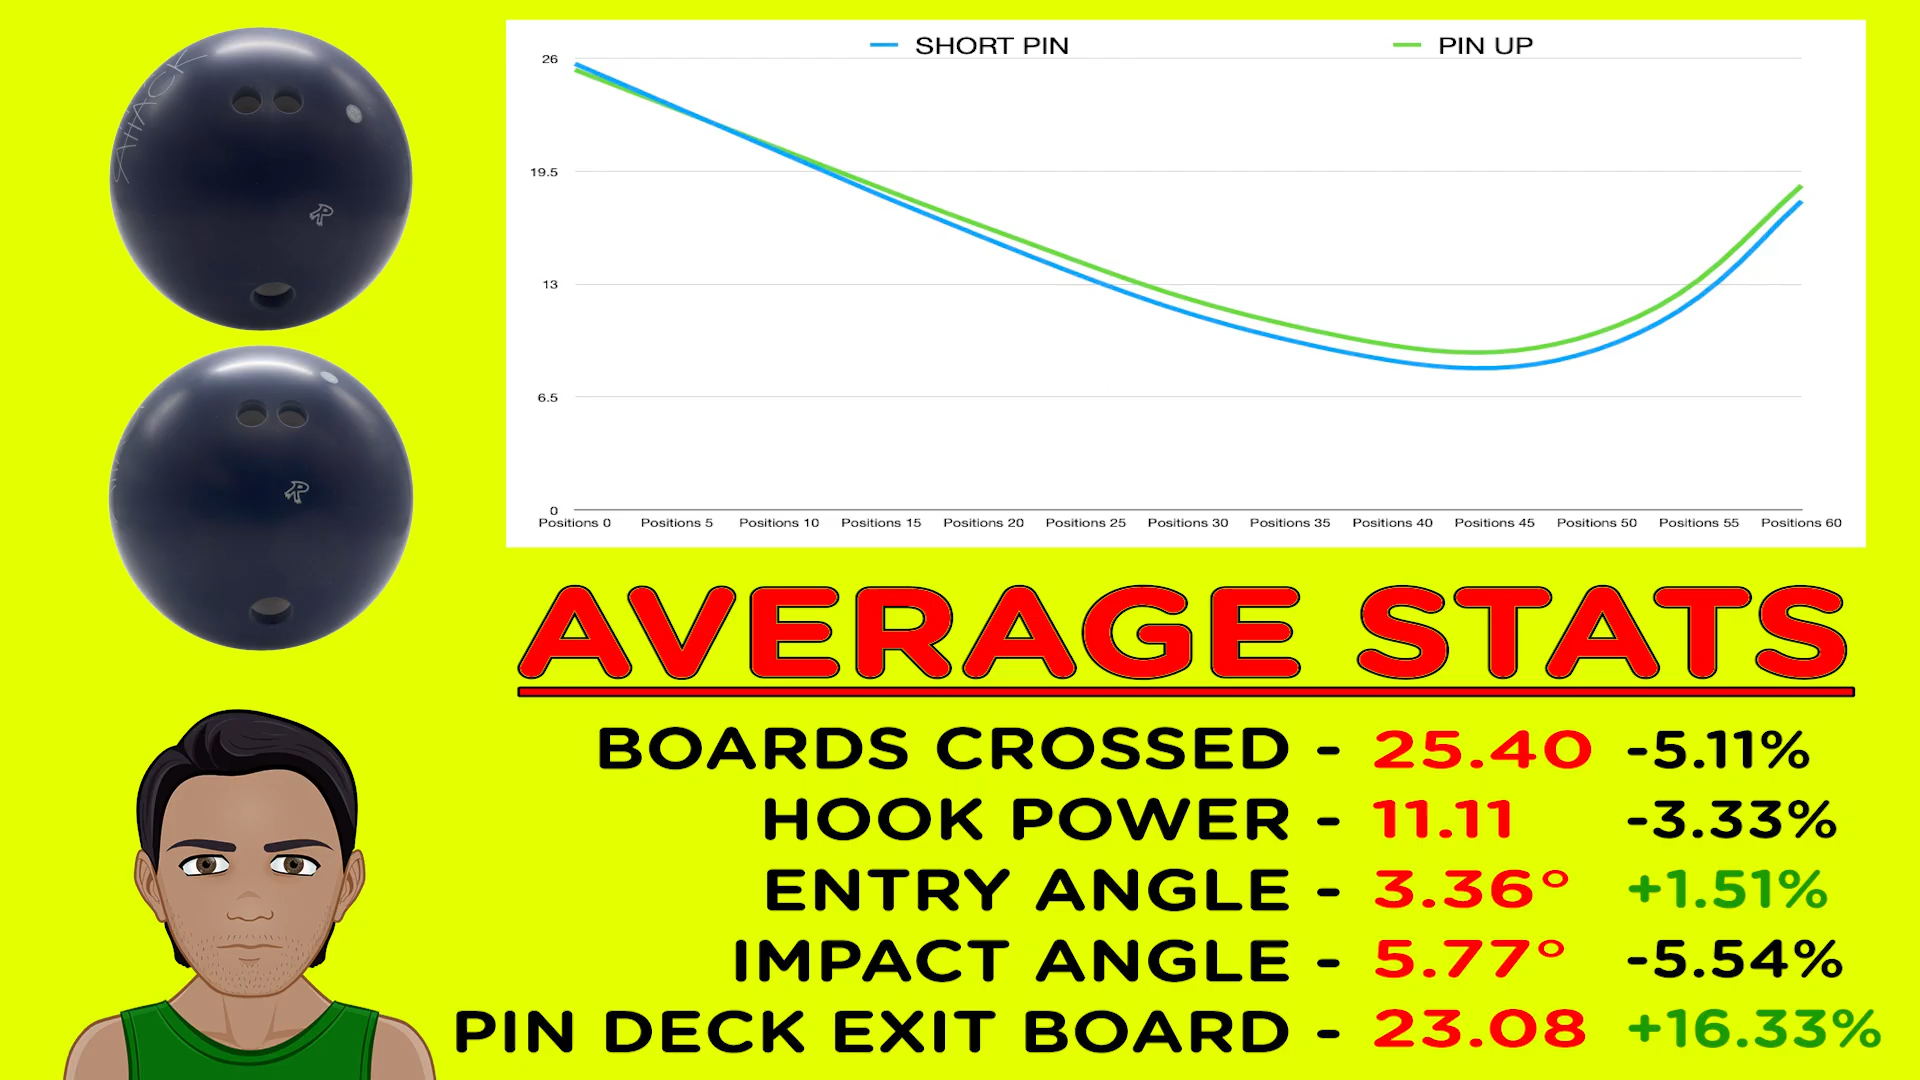 SHORT PIN
PIN UP
26
19.5
13
6.5
0
Positions 0 Positions 5 Positions 10 Positions 15 Positions 20 Positions 25 Positions 30 Positions 35 Positions 40 Positions 45 Positions 50 Positions 55 Positions 60
AVERAGE STATS
BOARDS CROSSED - 25.40 -5.11%
HOOK POWER - 11.11 -3.33%
ENTRY ANGLE - 3.36° +1.51%
IMPACT ANGLE - 5.77° -5.54%
PIN DECK EXIT BOARD - 23.08 +16.33%